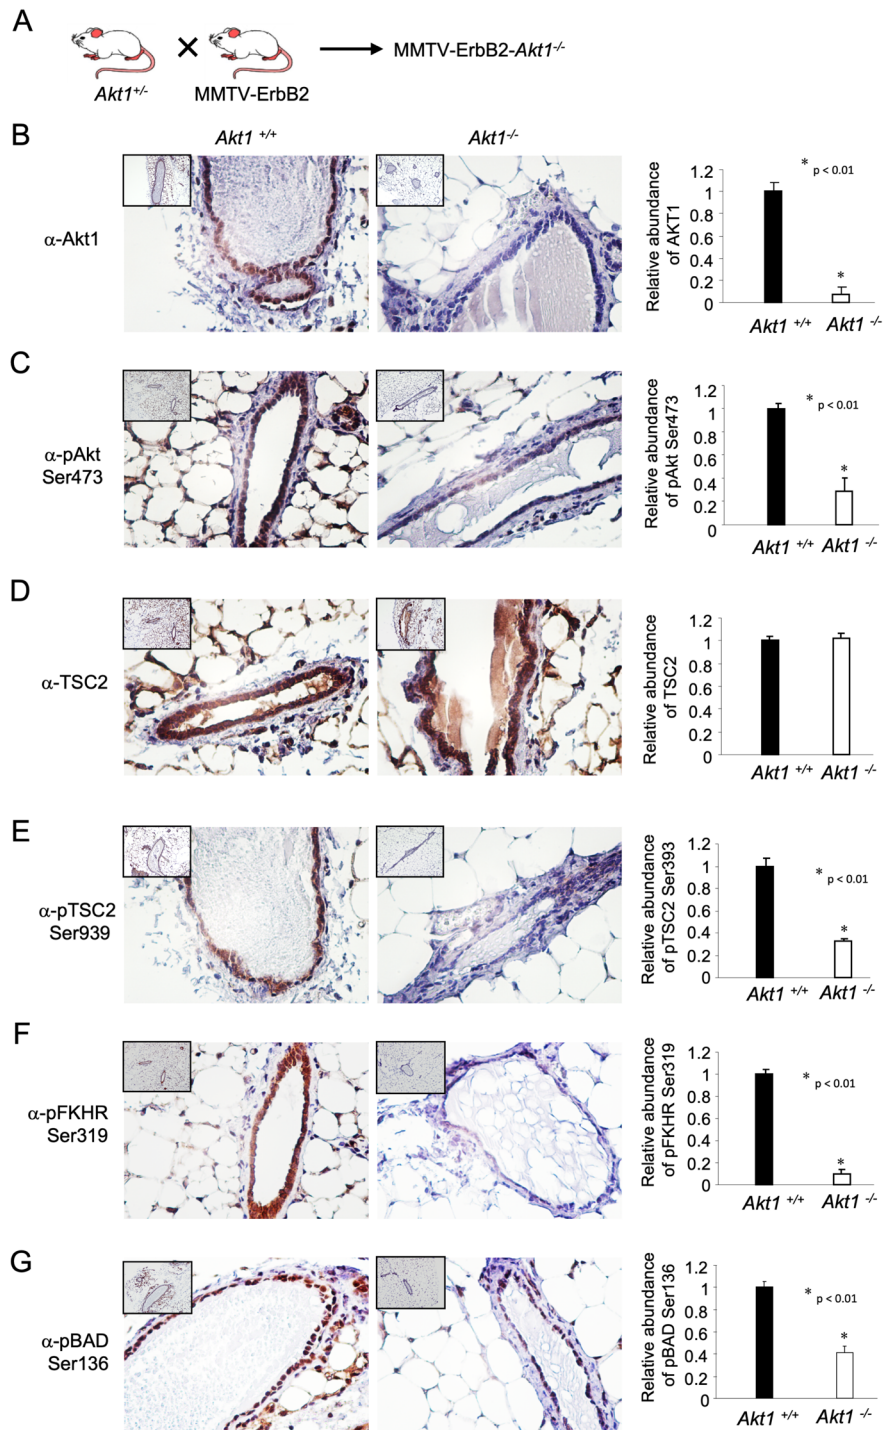 A
Akt1+/-
MMTV-ErbB2
MMTV-ErbB2-Akt1-/-
Akt1 +/+
Akt1-/-
B
α-Akt1
Relative abundance
of AKT1
1.2
1
0.8
0.6
0.4
0.2
0
* p < 0.01
*
Akt1 +/+
Akt1 -/-
C
α-pAkt
Ser473
Relative abundance
of pAkt Ser473
1.2
1
0.8
0.6
0.4
0.2
0
* p < 0.01
*
Akt1 +/+
Akt1 -/-
D
α-TSC2
Relative abundance
of TSC2
1.2
1
0.8
0.6
0.4
0.2
0
Akt1 +/+
Akt1 -/-
E
α-pTSC2
Ser939
Relative abundance
of pTSC2 Ser393
1.2
1
0.8
0.6
0.4
0.2
0
* p < 0.01
*
Akt1 +/+
Akt1 -/-
F
α-pFKHR
Ser319
Relative abundance
of pFKHR Ser319
1.2
1
0.8
0.6
0.4
0.2
0
* p < 0.01
*
Akt1 +/+
Akt1 -/-
G
α-pBAD
Ser136
Relative abundance
of pBAD Ser136
1.2
1
0.8
0.6
0.4
0.2
0
* p < 0.01
*
Akt1 +/+
Akt1 -/-